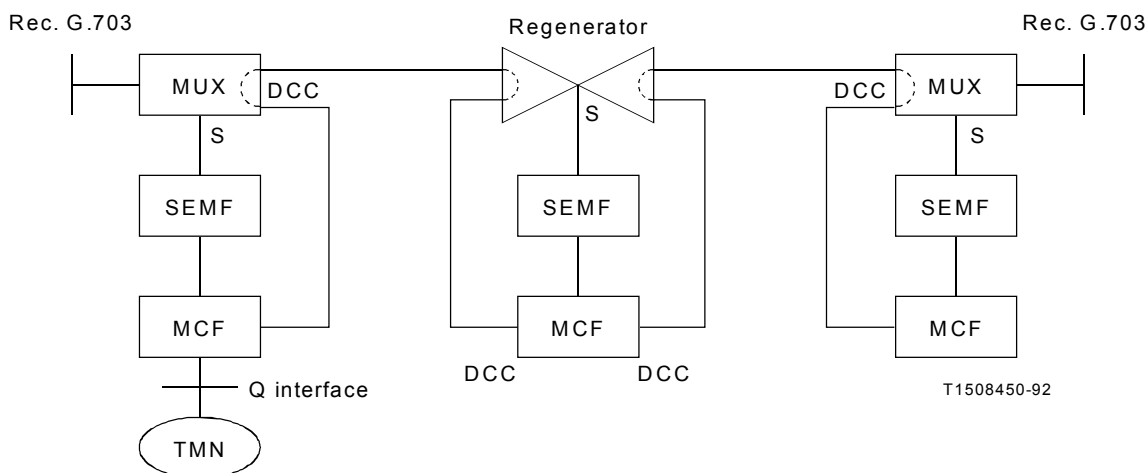 Rec. G.703
Regenerator
Rec. G.703
MUX
DCC
DCC
MUX
S
S
S
SEMF
SEMF
SEMF
MCF
MCF
MCF
DCC
DCC
Q interface
T1508450-92
TMN